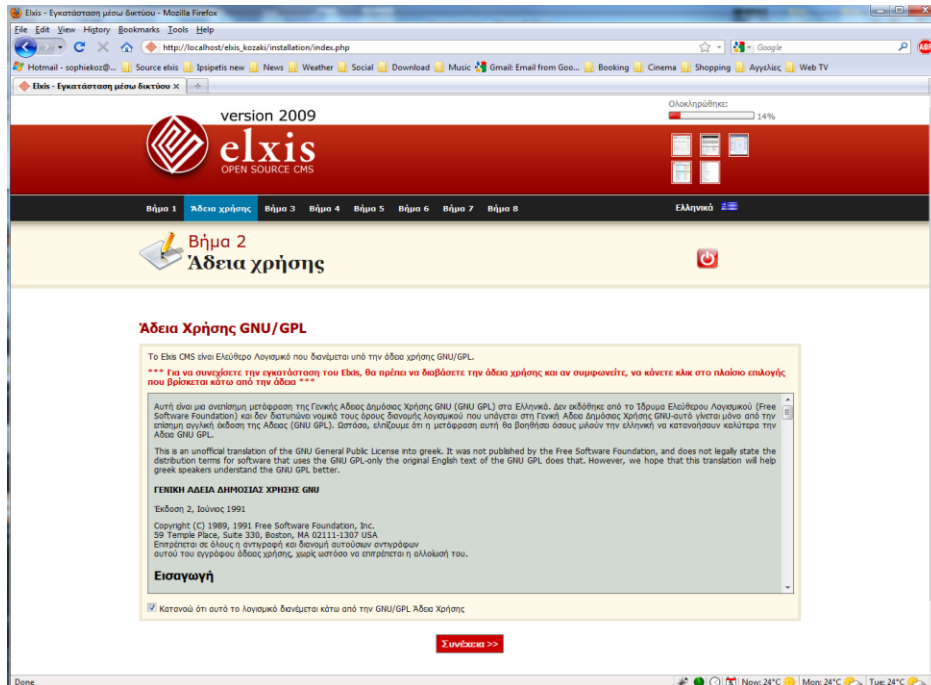 Elxis - Εγκατάσταση μέσω δικτύου - Mozilla Firefox
File Edit View History Bookmarks Tools Help
http://localhost/elxis_kozaki/installation/index.php
Google
ABP
Hotmail - sophiekoz@... Source elxis Ipsipetis new News Weather Social Download Music Gmail: Email from Goo... Booking Cinema Shopping Αγγελίες Web TV
Elxis - Εγκατάσταση μέσω δικτύου
version 2009
elxis
OPEN SOURCE CMS
Ολοκληρώθηκε:
14%
Βήμα 1 Άδεια χρήσης Βήμα 3 Βήμα 4 Βήμα 5 Βήμα 6 Βήμα 7 Βήμα 8 Ελληνικά
Βήμα 2
Άδεια χρήσης
Άδεια Χρήσης GNU/GPL
Το Elxis CMS είναι Ελεύθερο Λογισμικό που διανέμεται υπό την άδεια χρήσης GNU/GPL.
*** Για να συνεχίσετε την εγκατάσταση του Elxis, θα πρέπει να διαβάσετε την άδεια χρήσης και αν συμφωνείτε, να κάνετε κλικ στο πλαίσιο επιλογής
που βρίσκεται κάτω από την άδεια ***
Αυτή είναι μια ανεπίσημη μετάφραση της Γενικής Άδειας Δημόσιας Χρήσης GNU (GNU GPL) στα Ελληνικά. Δεν εκδόθηκε από το Ίδρυμα Ελεύθερου Λογισμικού (Free
Software Foundation) και δεν διατυπώνει νομικά τους όρους διανομής λογισμικού που υπάγεται στη Γενική Άδεια Δημόσιας Χρήσης GNU-αυτό γίνεται μόνο από την
επίσημη αγγλική έκδοση της Άδειας (GNU GPL). Ωστόσο, ελπίζουμε ότι η μετάφραση αυτή θα βοηθήσει όσους μιλούν την ελληνική να κατανοήσουν καλύτερα την
Άδεια GNU GPL.
This is an unofficial translation of the GNU General Public License into greek. It was not published by the Free Software Foundation, and does not legally state the
distribution terms for software that uses the GNU GPL-only the original English text of the GNU GPL does that. However, we hope that this translation will help
greek speakers understand the GNU GPL better.
ΓΕΝΙΚΗ ΑΔΕΙΑ ΔΗΜΟΣΙΑΣ ΧΡΗΣΗΣ GNU
Έκδοση 2, Ιούνιος 1991
Copyright (C) 1989, 1991 Free Software Foundation, Inc.
59 Temple Place, Suite 330, Boston, MA 02111-1307 USA
Επιτρέπεται σε όλους η αντιγραφή και διανομή αυτούσιων αντιγράφων
αυτού του εγγράφου άδειας χρήσης, χωρίς ωστόσο να επιτρέπεται η αλλοίωσή του.
Εισαγωγή
Κατανοώ ότι αυτό το λογισμικό διανέμεται κάτω από την GNU/GPL Άδεια Χρήσης
Συνέχεια >>
Done
Now: 24°C Mon: 24°C Tue: 24°C